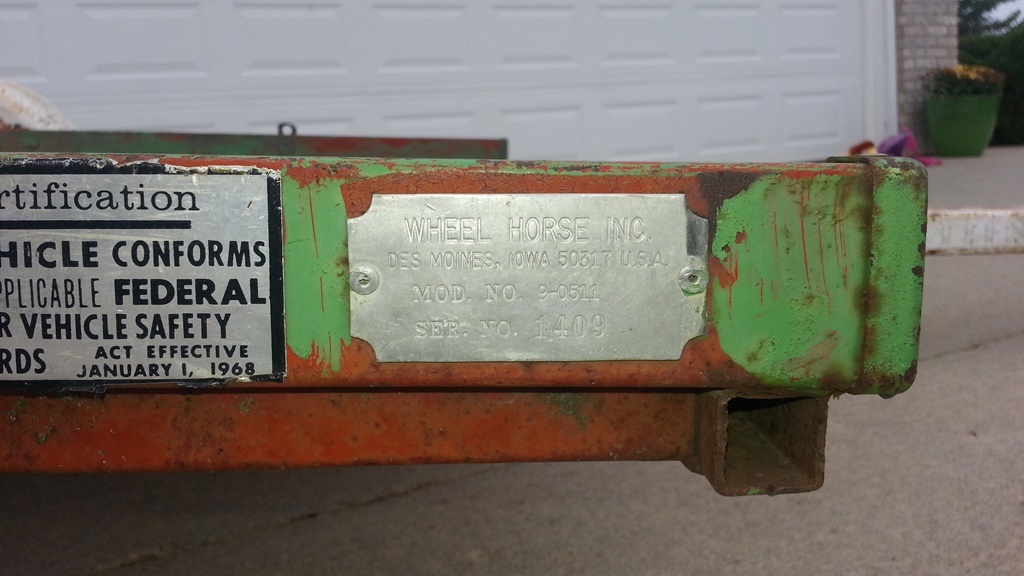 rtification
HICLE CONFORMS
PPLICABLE FEDERAL
R VEHICLE SAFETY
RDS ACT EFFECTIVE
JANUARY 1, 1968
WHEEL HORSE INC.
DES MOINES, IOWA 50317 U.S.A.
MOD. NO. 9-0511
SER. NO. 1409